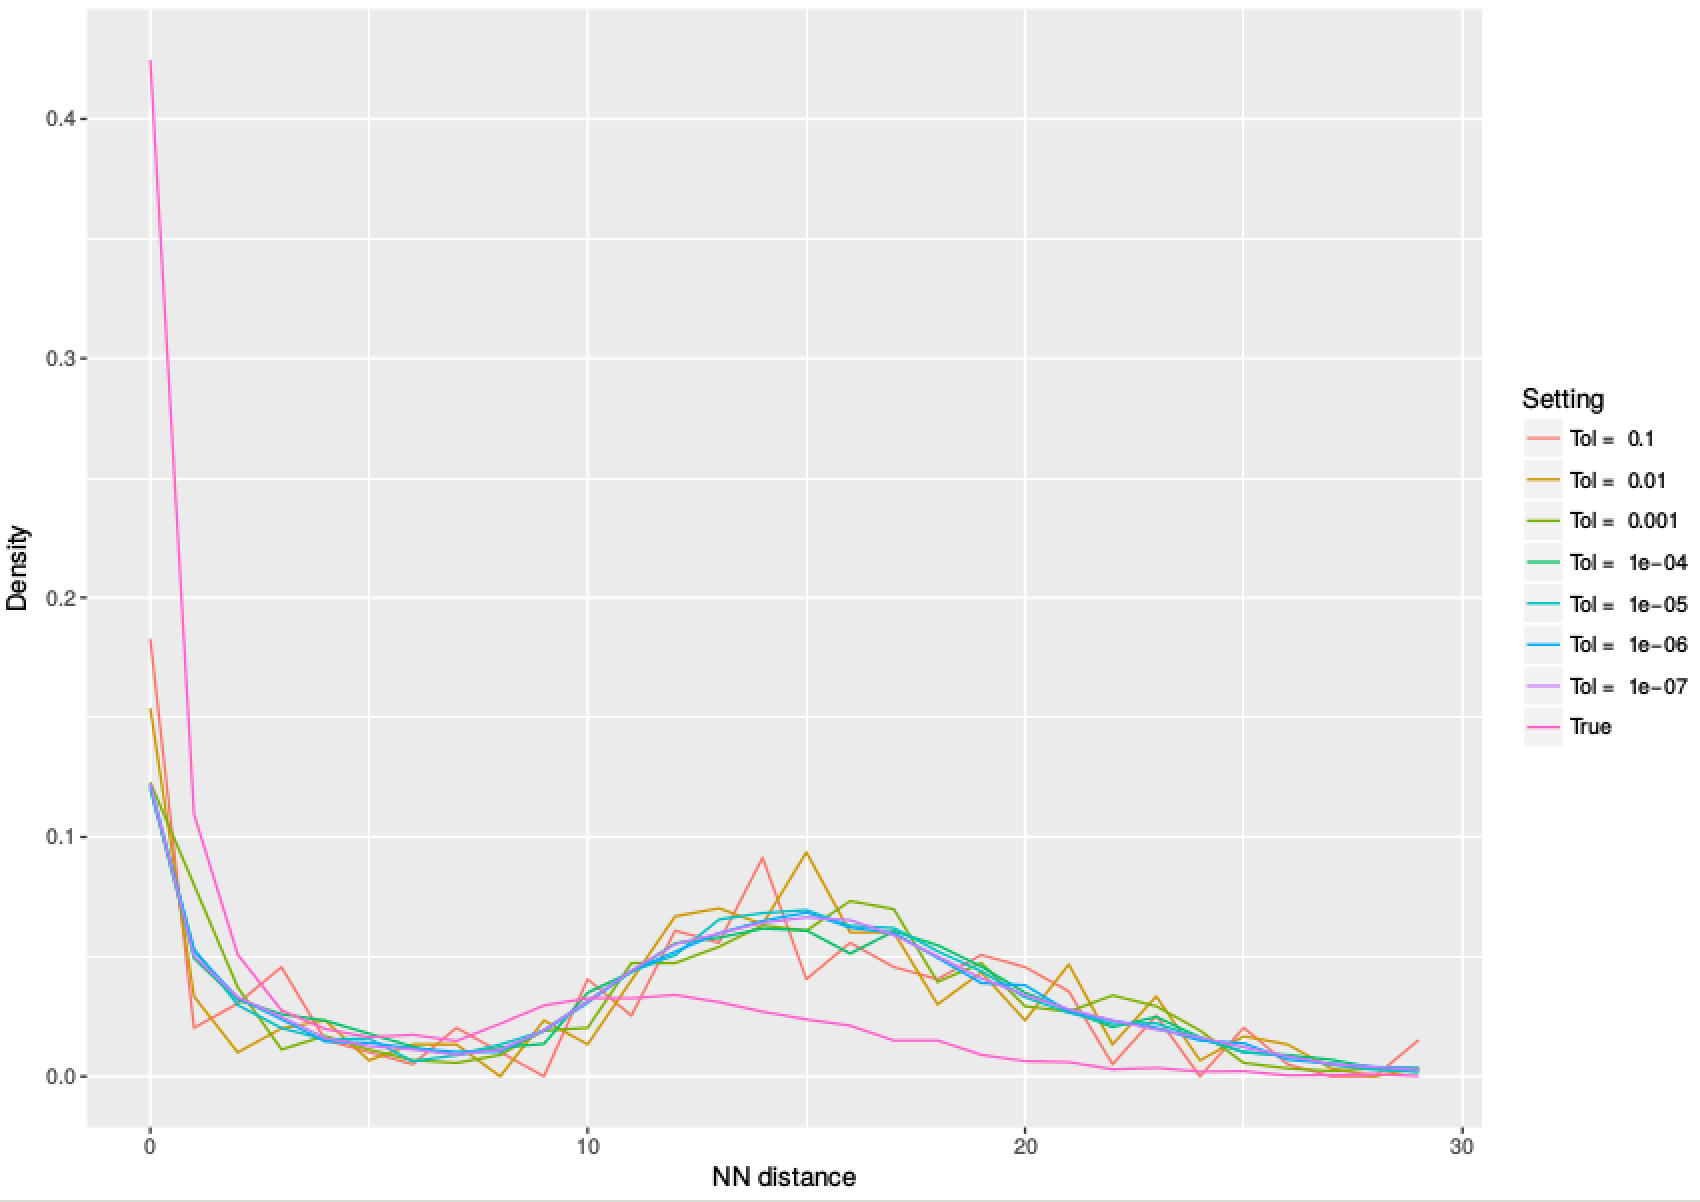 0.4
0.3
0.2
0.1
0.0
Density
0
10
20
30
NN distance
Setting
Tol = 0.1
Tol = 0.01
Tol = 0.001
Tol = 1e−04
Tol = 1e−05
Tol = 1e−06
Tol = 1e−07
True